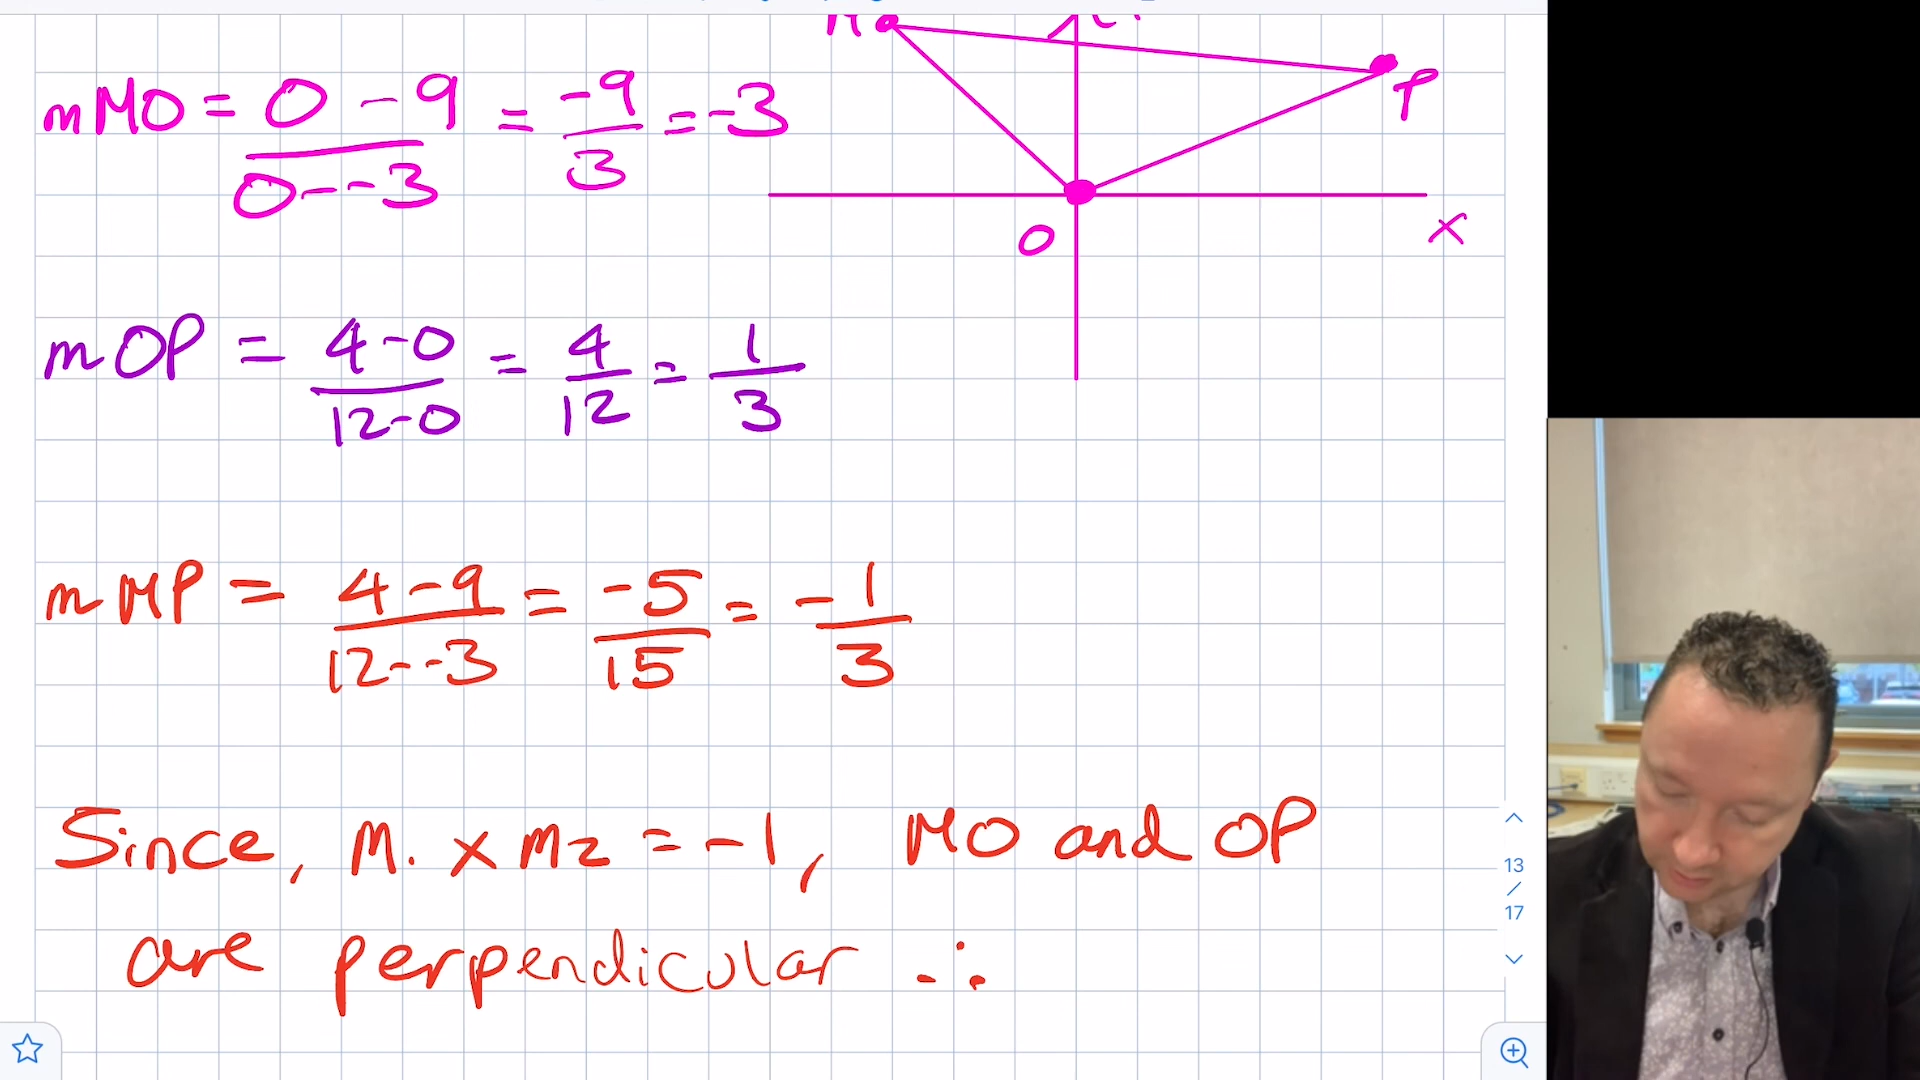 M
P
x
O
mMO = 0 - 9 / 0 - -3 = -9 / 3 = -3
mOP = 4 - 0 / 12 - 0 = 4 / 12 = 1 / 3
mMP = 4 - 9 / 12 - -3 = -5 / 15 = -1 / 3
Since, m. x m2 = -1, MO and OP
are perpendicular ∴
13
/
17